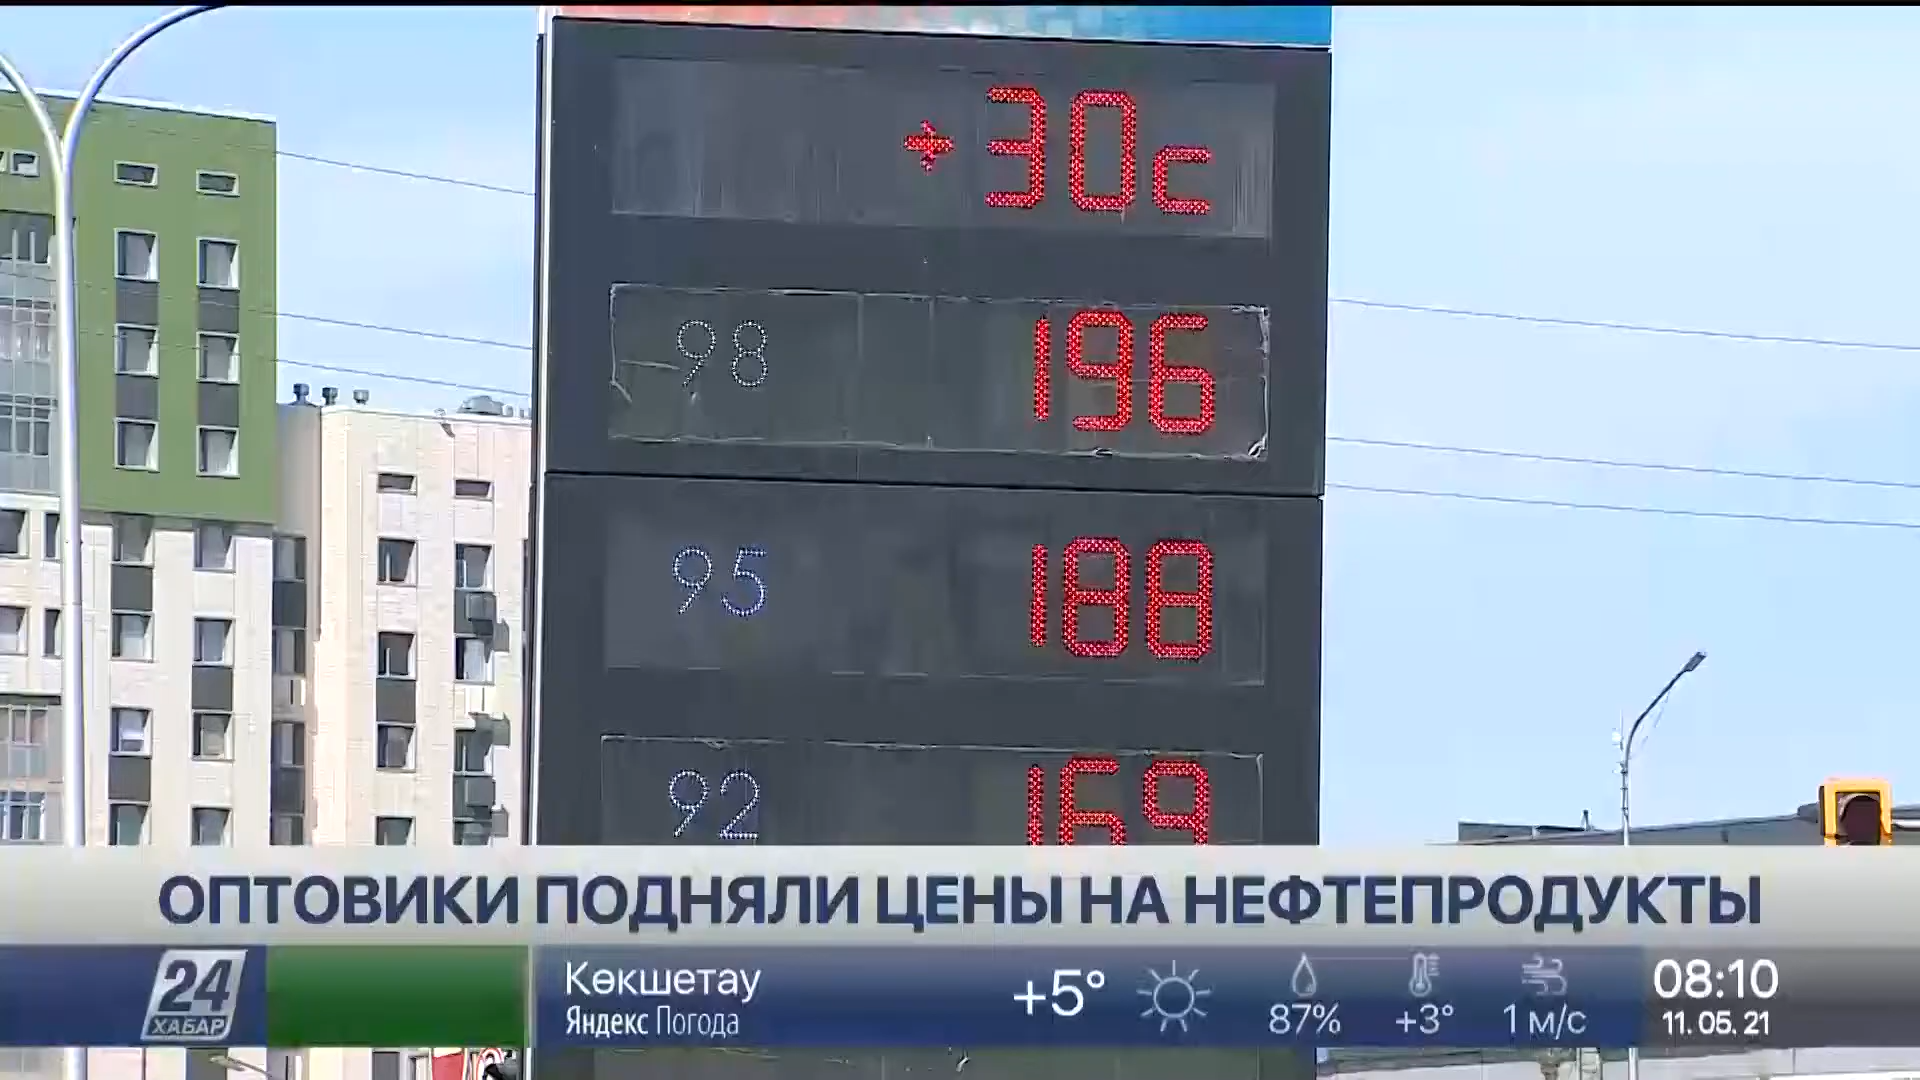 +30c
98 196
95 188
92 169
ОПТОВИКИ ПОДНЯЛИ ЦЕНЫ НА НЕФТЕПРОДУКТЫ
24
ХАБАР
Көкшетау
Яндекс Погода
+5°
87%
+3°
1 м/с
08:10
11.05.21